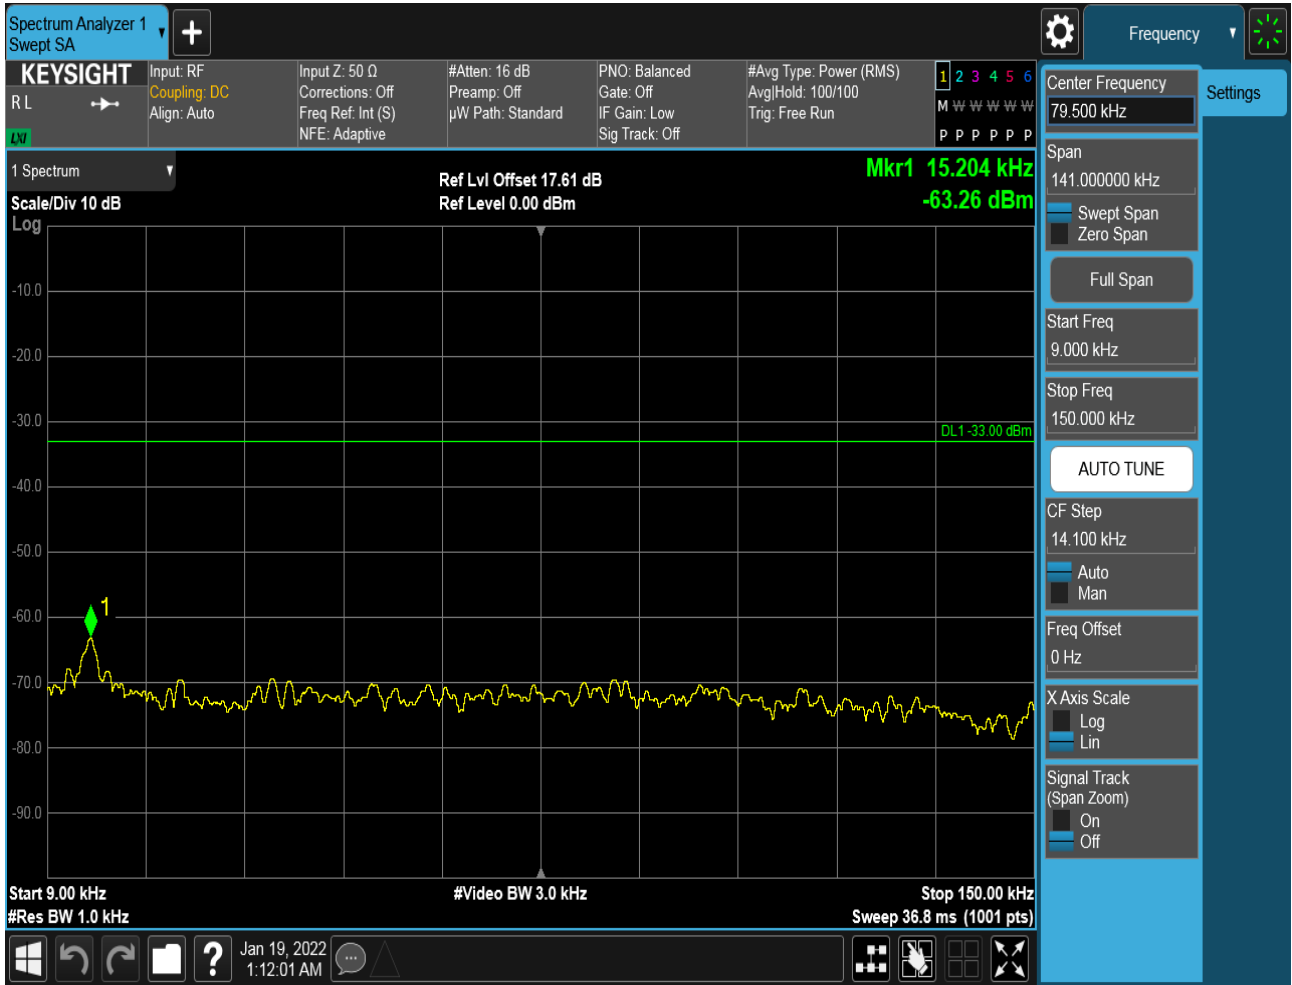 Spectrum Analyzer 1
Swept SA
Frequency
KEYSIGHT
R L
LXI
Input: RF
Coupling: DC
Align: Auto
Input Z: 50 Ω
Corrections: Off
Freq Ref: Int (S)
NFE: Adaptive
#Atten: 16 dB
Preamp: Off
µW Path: Standard
PNO: Balanced
Gate: Off
IF Gain: Low
Sig Track: Off
#Avg Type: Power (RMS)
Avg|Hold: 100/100
Trig: Free Run
1 2 3 4 5 6
M W W W W W
P P P P P P
1 Spectrum
Scale/Div 10 dB
Log
Ref Lvl Offset 17.61 dB
Ref Level 0.00 dBm
Mkr1 15.204 kHz
-63.26 dBm
-10.0
-20.0
-30.0
DL1 -33.00 dBm
-40.0
-50.0
-60.0
1
-70.0
-80.0
-90.0
Start 9.00 kHz
#Res BW 1.0 kHz
#Video BW 3.0 kHz
Stop 150.00 kHz
Sweep 36.8 ms (1001 pts)
?
Jan 19, 2022
1:12:01 AM
Center Frequency
79.500 kHz
Settings
Span
141.000000 kHz
Swept Span
Zero Span
Full Span
Start Freq
9.000 kHz
Stop Freq
150.000 kHz
AUTO TUNE
CF Step
14.100 kHz
Auto
Man
Freq Offset
0 Hz
X Axis Scale
Log
Lin
Signal Track
(Span Zoom)
On
Off